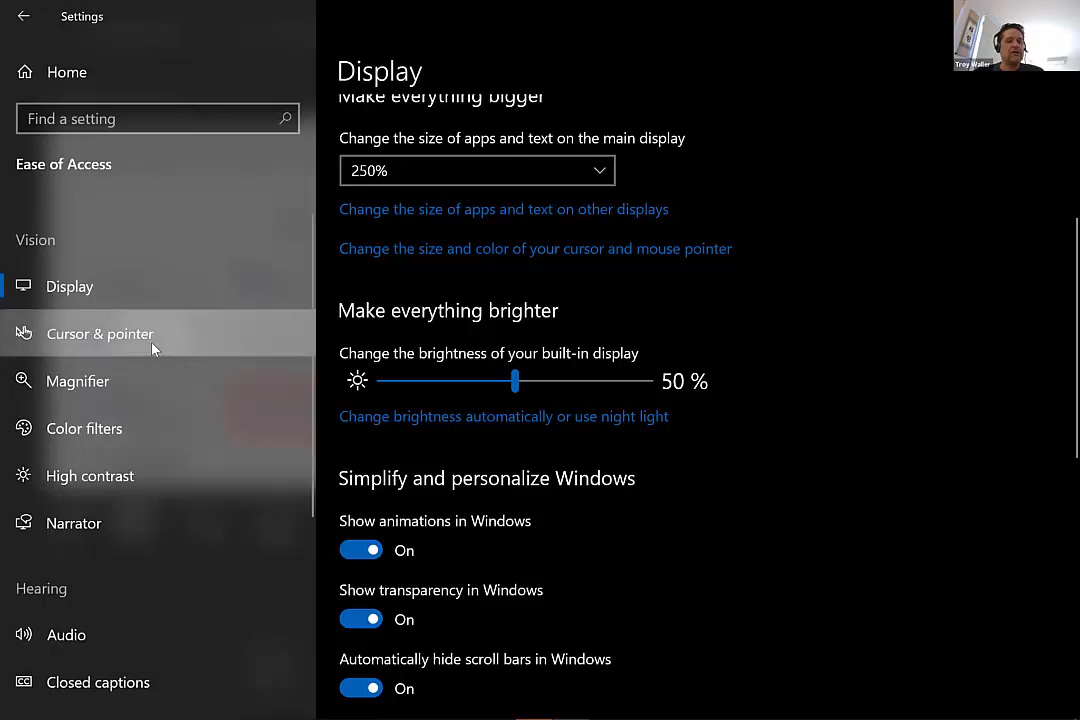 Settings
Home
Find a setting
Ease of Access
Vision
Display
Cursor & pointer
Magnifier
Color filters
High contrast
Narrator
Hearing
Audio
Closed captions
Display
Make everything bigger
Change the size of apps and text on the main display
250%
Change the size of apps and text on other displays
Change the size and color of your cursor and mouse pointer
Make everything brighter
Change the brightness of your built-in display
50 %
Change brightness automatically or use night light
Simplify and personalize Windows
Show animations in Windows
On
Show transparency in Windows
On
Automatically hide scroll bars in Windows
On
Troy Waller